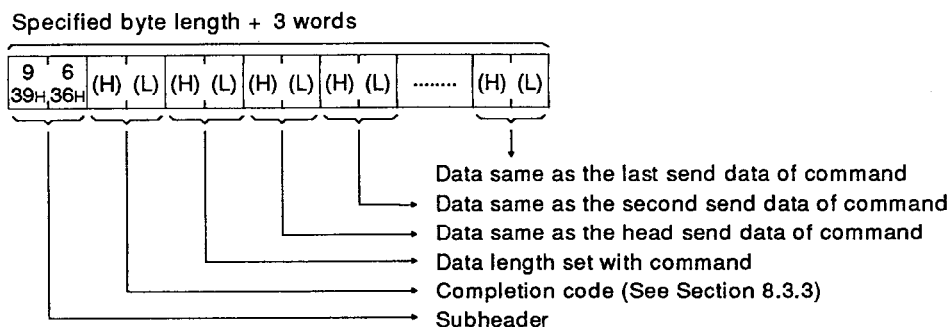 Specified byte length + 3 words
9 6 (H) (L) (H) (L) (H) (L) (H) (L) ........ (H) (L)
39H 36H
Data same as the last send data of command
Data same as the second send data of command
Data same as the head send data of command
Data length set with command
Completion code (See Section 8.3.3)
Subheader